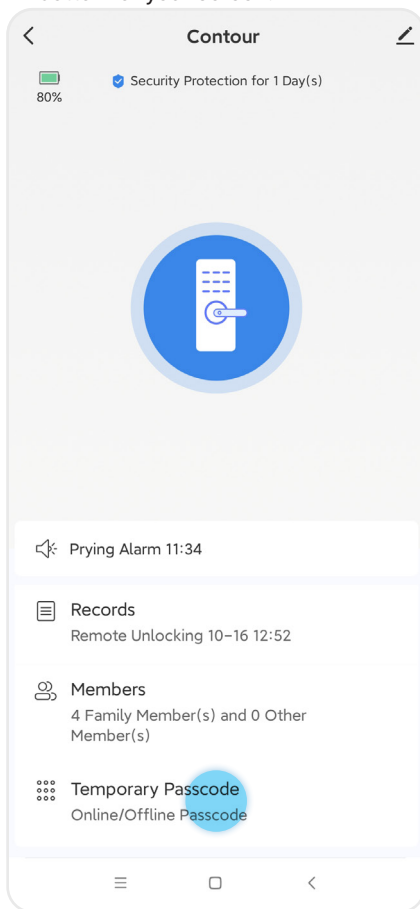 Contour
80%
Security Protection for 1 Day(s)
Prying Alarm 11:34
Records
Remote Unlocking 10-16 12:52
Members
4 Family Member(s) and 0 Other
Member(s)
Temporary Passcode
Online/Offline Passcode